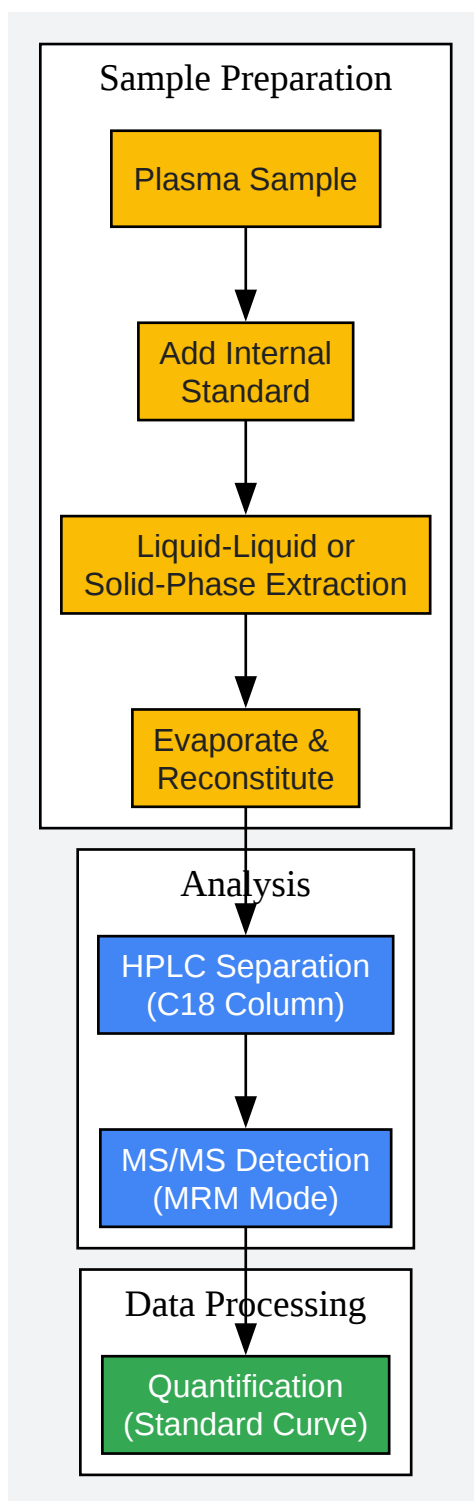 Sample Preparation
Plasma Sample
Add Internal
Standard
Liquid-Liquid or
Solid-Phase Extraction
Evaporate &
Reconstitute
Analysis
HPLC Separation
(C18 Column)
MS/MS Detection
(MRM Mode)
Data Processing
Quantification
(Standard Curve)